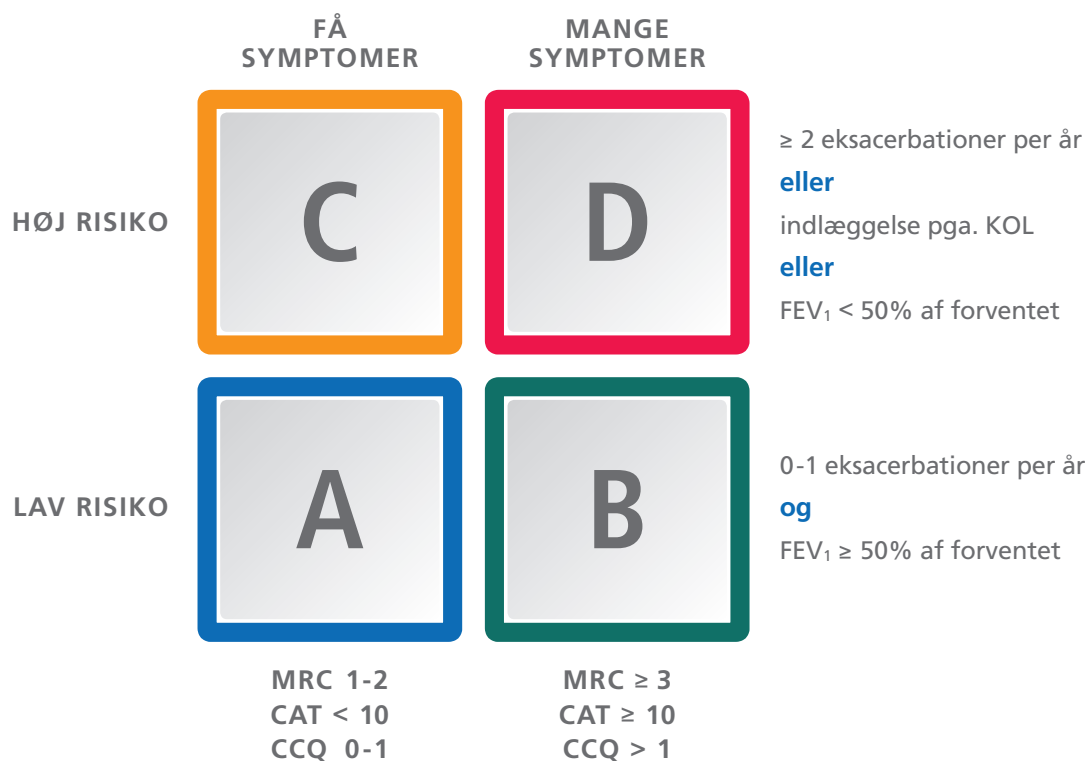 FÅ
SYMPTOMER
MANGE
SYMPTOMER
HØJ RISIKO
C
D
≥ 2 eksacerbationer per år
eller
indlæggelse pga. KOL
eller
FEV₁ < 50% af forventet
LAV RISIKO
A
B
0-1 eksacerbationer per år
og
FEV₁ ≥ 50% af forventet
MRC 1-2
CAT < 10
CCQ 0-1
MRC ≥ 3
CAT ≥ 10
CCQ > 1